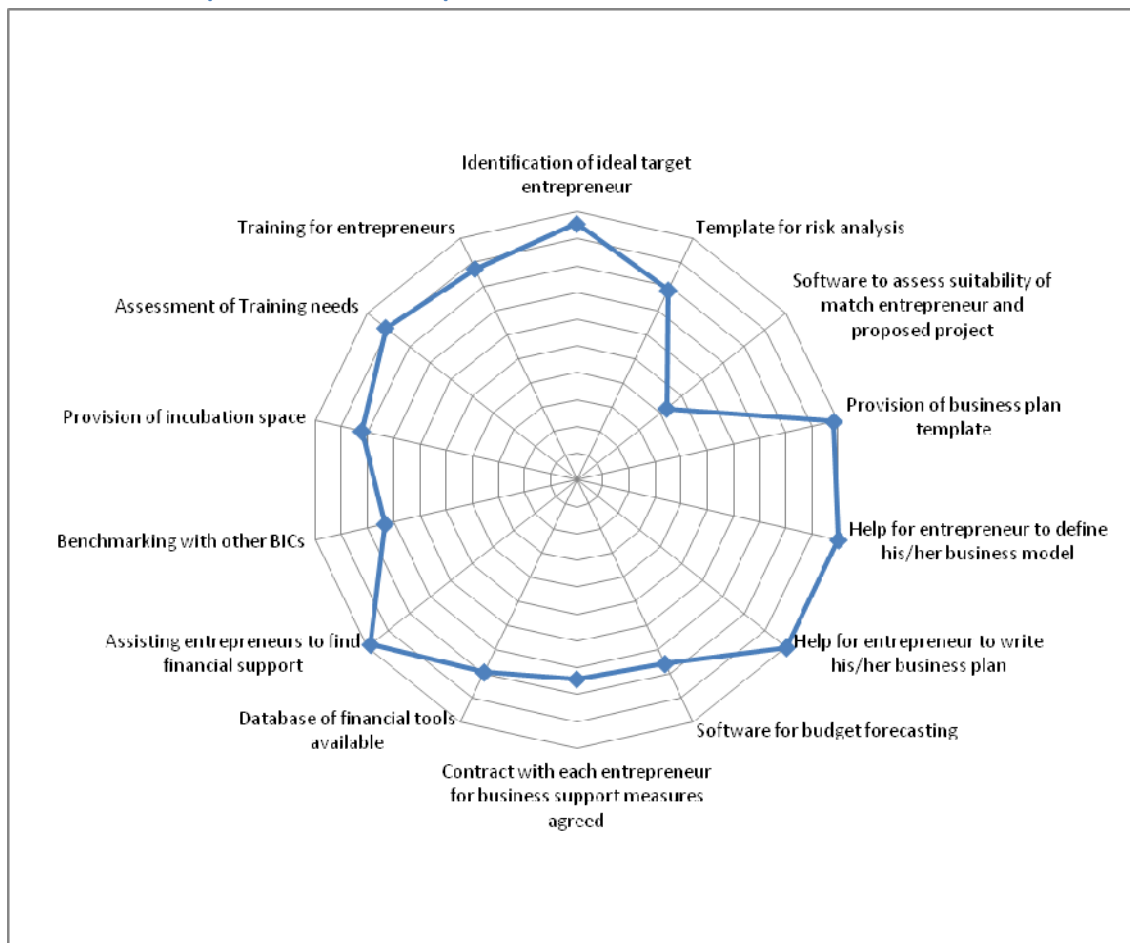 Identification of ideal target
entrepreneur
Template for risk analysis
Software to assess suitability of
match entrepreneur and
proposed project
Provision of business plan
template
Help for entrepreneur to define
his/her business model
Help for entrepreneur to write
his/her business plan
Software for budget forecasting
Contract with each entrepreneur
for business support measures
agreed
Database of financial tools
available
Assisting entrepreneurs to find
financial support
Benchmarking with other BICs
Provision of incubation space
Assessment of Training needs
Training for entrepreneurs